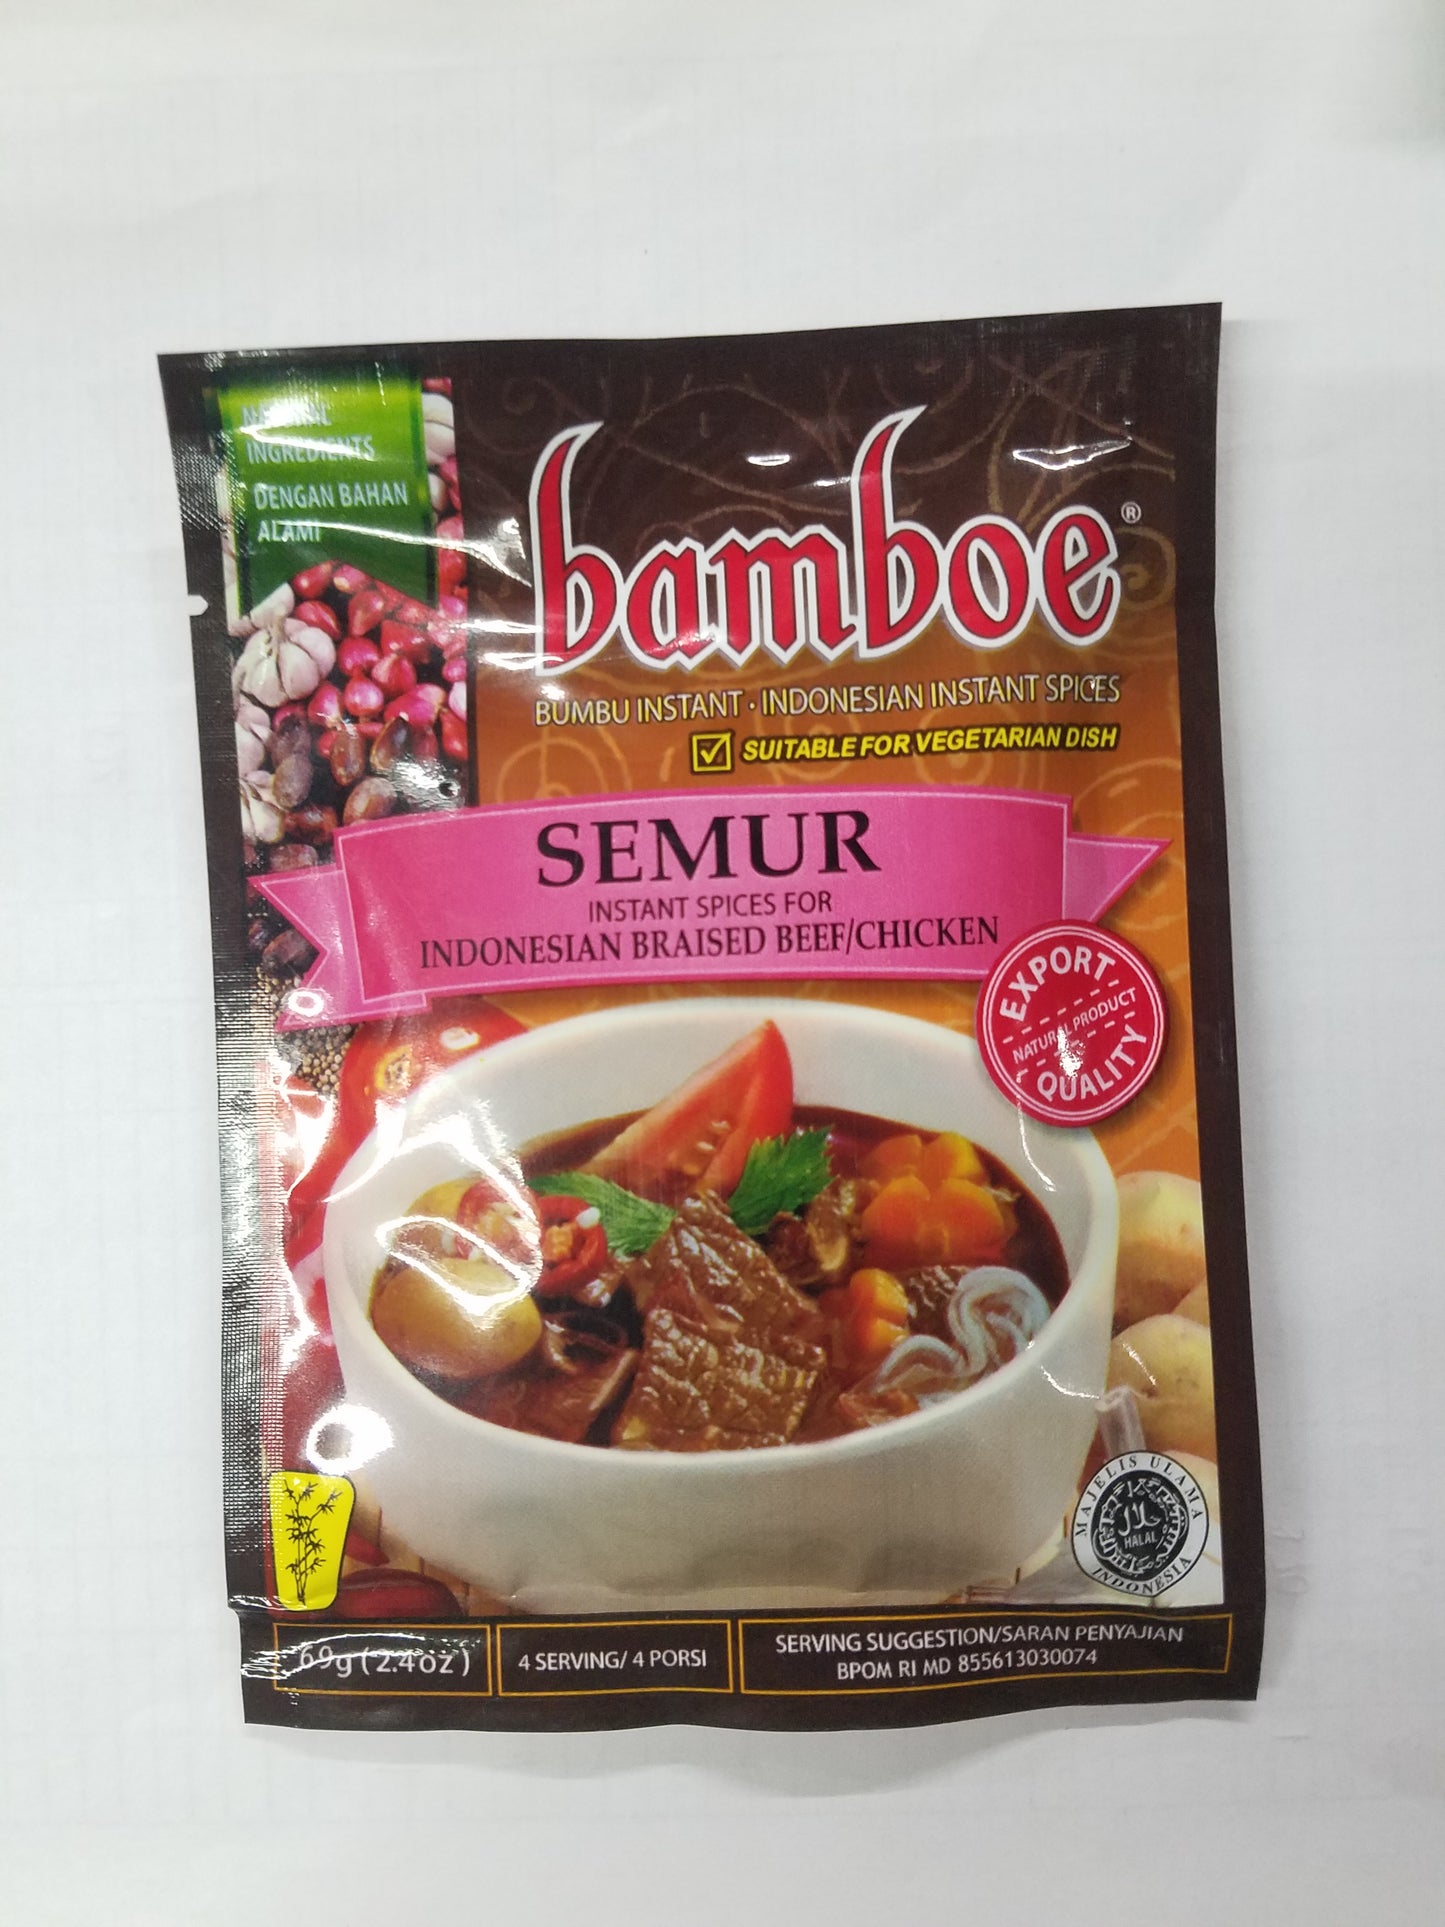 NATURAL
INGREDIENTS
DENGAN BAHAN
ALAMI
bamboe®
BUMBU INSTANT · INDONESIAN INSTANT SPICES
SUITABLE FOR VEGETARIAN DISH
SEMUR
INSTANT SPICES FOR
INDONESIAN BRAISED BEEF/CHICKEN
EXPORT
NATURAL PRODUCT
QUALITY
MAJELIS ULAMA
حلال
HALAL
INDONESIA
69g (2.4oz)
4 SERVING/ 4 PORSI
SERVING SUGGESTION/SARAN PENYAJIAN
BPOM RI MD 855613030074